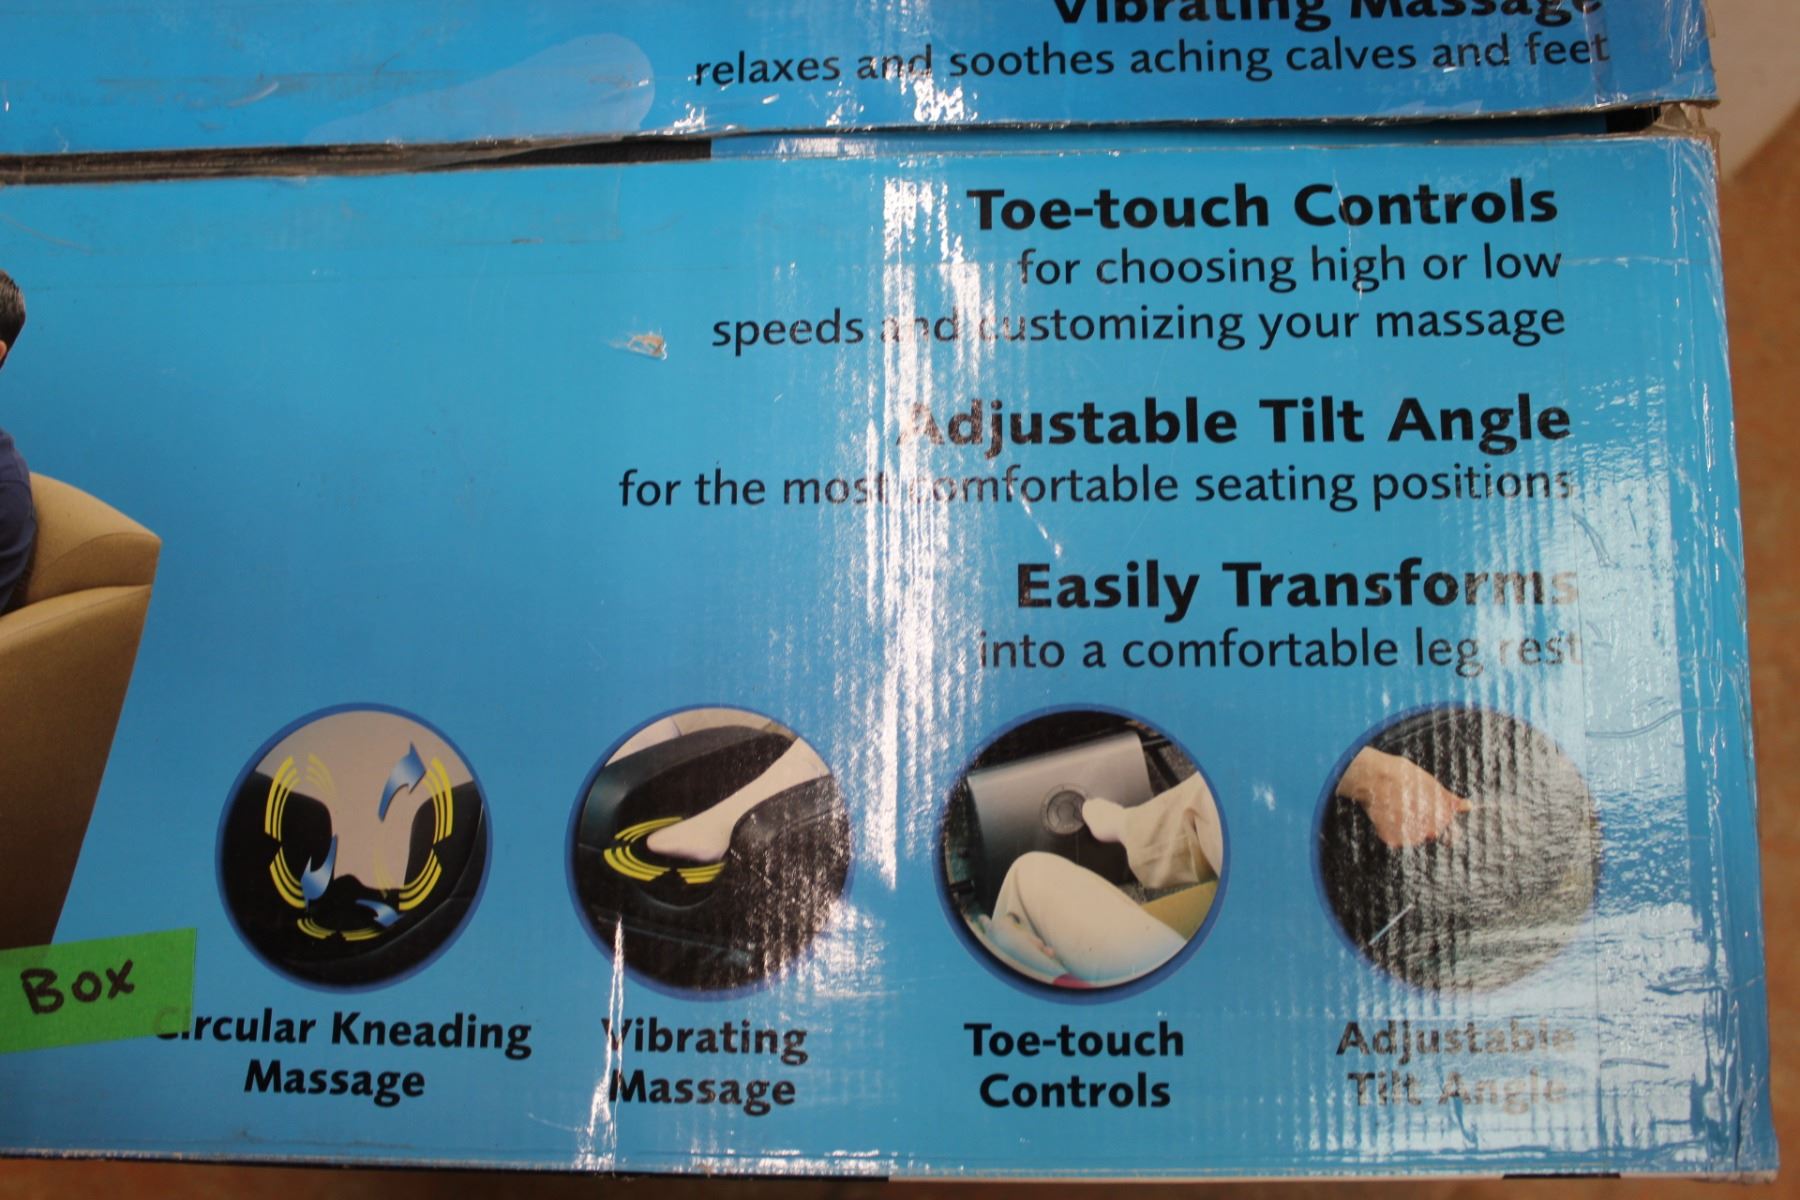 Vibrating Massage
relaxes and soothes aching calves and feet
Toe-touch Controls
for choosing high or low
speeds and customizing your massage
Adjustable Tilt Angle
for the most comfortable seating positions
Easily Transforms
into a comfortable leg rest
BOX
Circular Kneading
Massage
Vibrating
Massage
Toe-touch
Controls
Adjustable
Tilt Angle